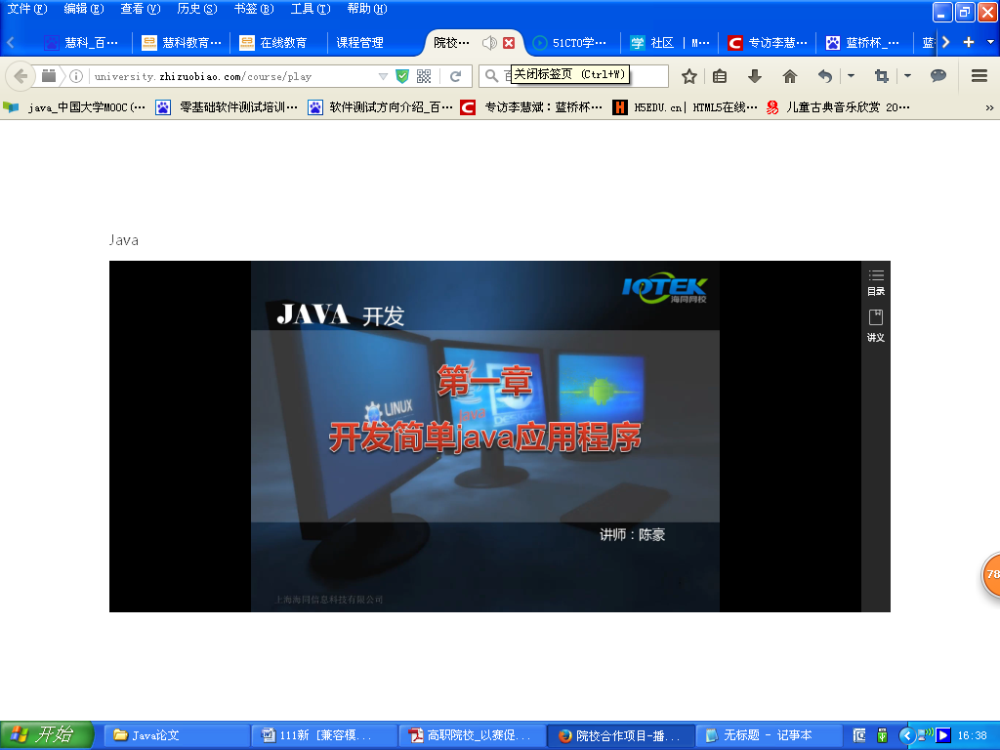 文件(F) 编辑(E) 查看(V) 历史(S) 书签(B) 工具(T) 帮助(H)
慧科_百… 慧科教育… 在线教育 课程管理 院校… 51CTO学… 学 社区 | M… C 专访李慧… 蓝桥杯_…
university.zhizuobiao.com/course/play
关闭标签页 (Ctrl+W)
java_中国大学MOOC(… 零基础软件测试培训… 软件测试方向介绍_百… C 专访李慧斌：蓝桥杯… H H5EDU.cn| HTML5在线… 易 儿童古典音乐欣赏 20…
Java
IOTEK
海同网校
目录
讲义
JAVA 开发
LINUX
java
第一章
开发简单java应用程序
讲师：陈豪
上海海同信息科技有限公司
78
开始 Java论文 111新 [兼容模... 高职院校_以赛促... 院校合作项目-播... 无标题 - 记事本 16:38